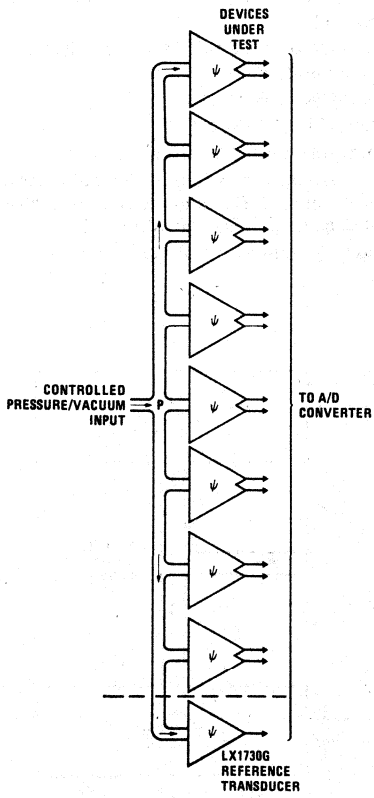 DEVICES
UNDER
TEST
ψ
ψ
ψ
ψ
CONTROLLED
PRESSURE/VACUUM
INPUT
P
ψ
TO A/D
CONVERTER
ψ
ψ
ψ
ψ
LX1730G
REFERENCE
TRANSDUCER